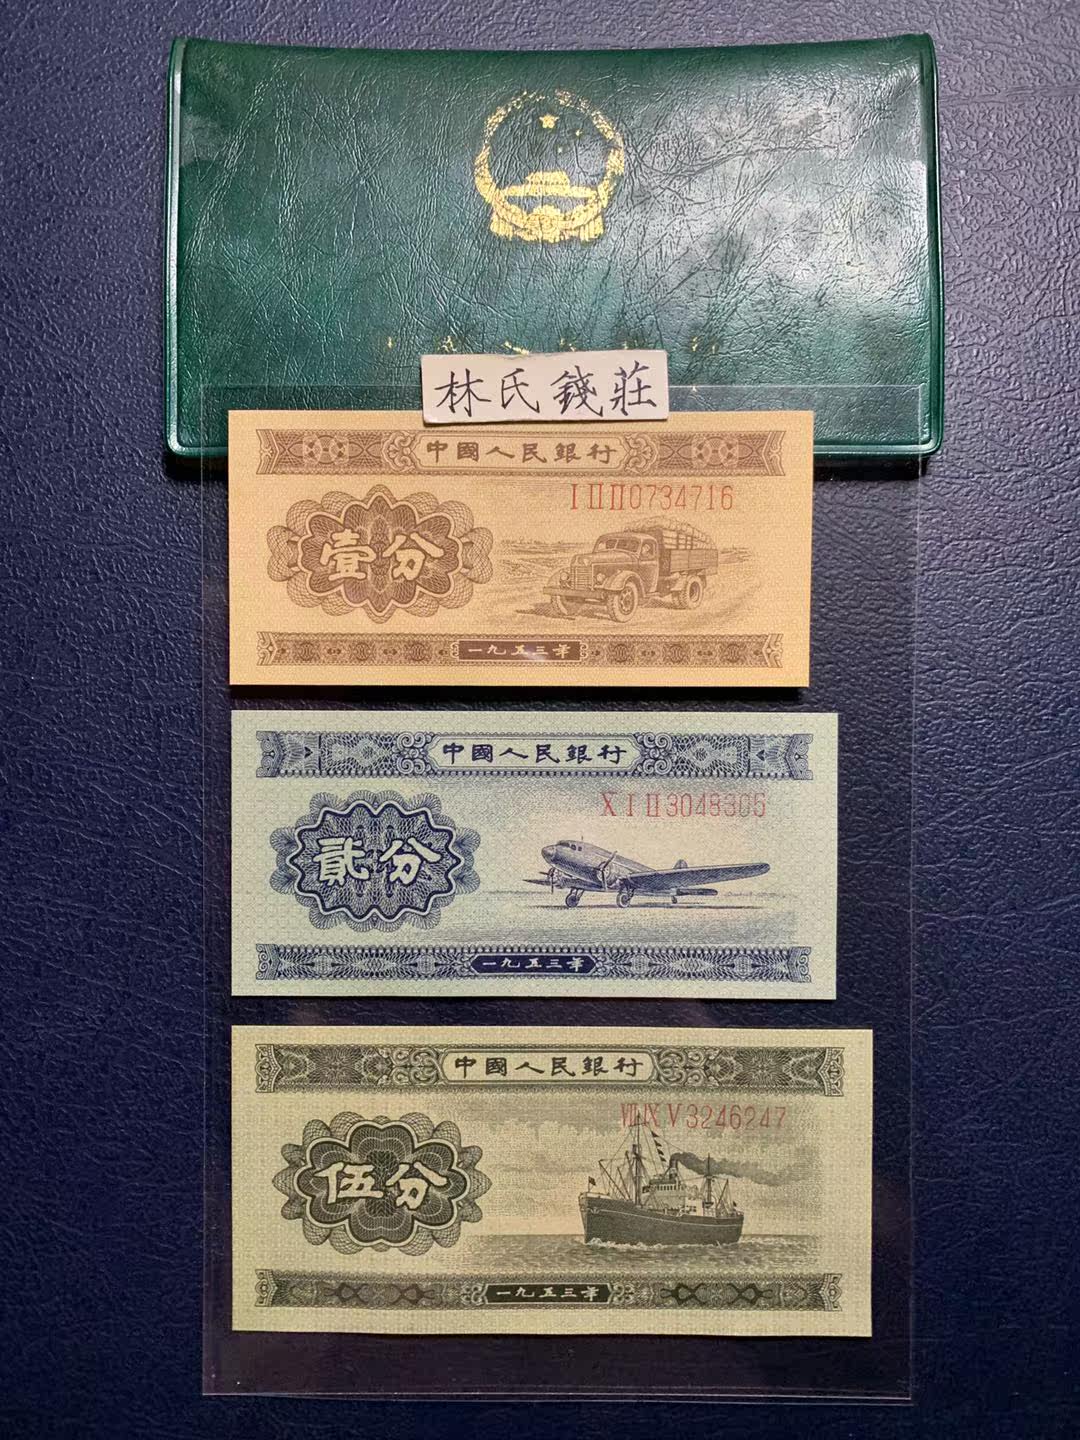 林氏錢莊
中國人民銀行
I II II 0734716
壹分
一九五三年
中國人民銀行
X I II 3048305
貳分
一九五三年
中國人民銀行
VII IX V 3246247
伍分
一九五三年